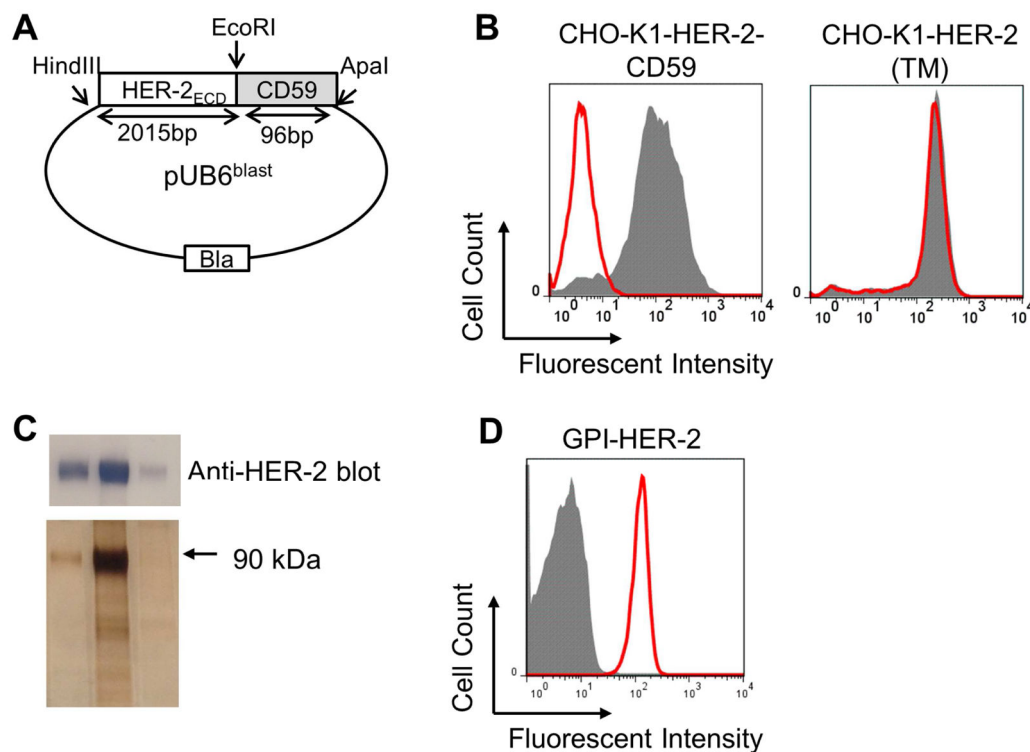 A
EcoRI
HindIII
ApaI
HER-2ECD
CD59
2015bp
96bp
pUB6blast
Bla
B
CHO-K1-HER-2-
CD59
CHO-K1-HER-2
(TM)
Cell Count
0
10^0 10^1 10^2 10^3 10^4
0
10^0 10^1 10^2 10^3 10^4
Fluorescent Intensity
C
Anti-HER-2 blot
90 kDa
D
GPI-HER-2
Cell Count
0
10^0 10^1 10^2 10^3 10^4
Fluorescent Intensity